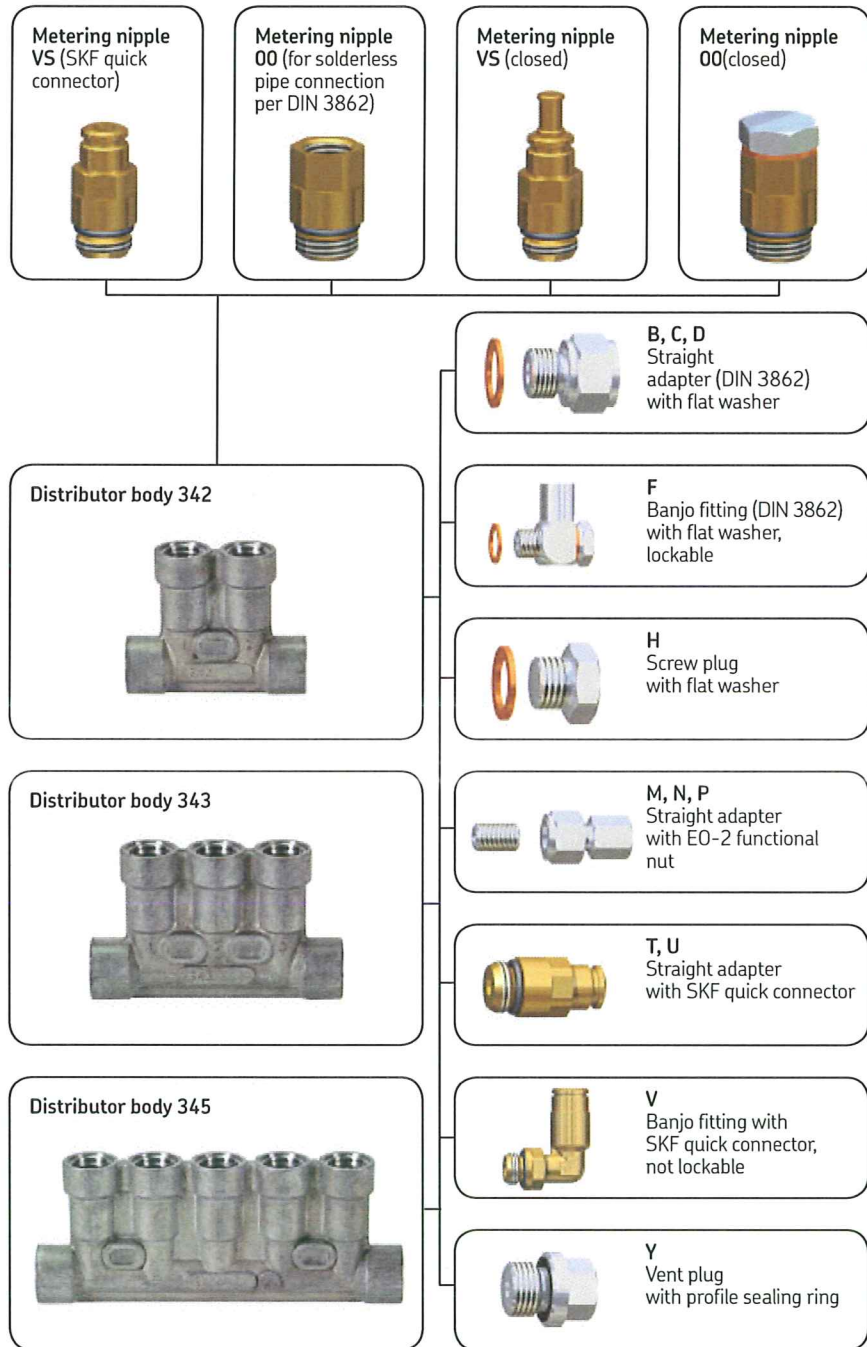 Metering nipple
VS (SKF quick
connector)
Metering nipple
00 (for solderless
pipe connection
per DIN 3862)
Metering nipple
VS (closed)
Metering nipple
00(closed)
B, C, D
Straight
adapter (DIN 3862)
with flat washer
Distributor body 342
F
Banjo fitting (DIN 3862)
with flat washer,
lockable
H
Screw plug
with flat washer
Distributor body 343
M, N, P
Straight adapter
with EO-2 functional
nut
T, U
Straight adapter
with SKF quick connector
Distributor body 345
V
Banjo fitting with
SKF quick connector,
not lockable
Y
Vent plug
with profile sealing ring